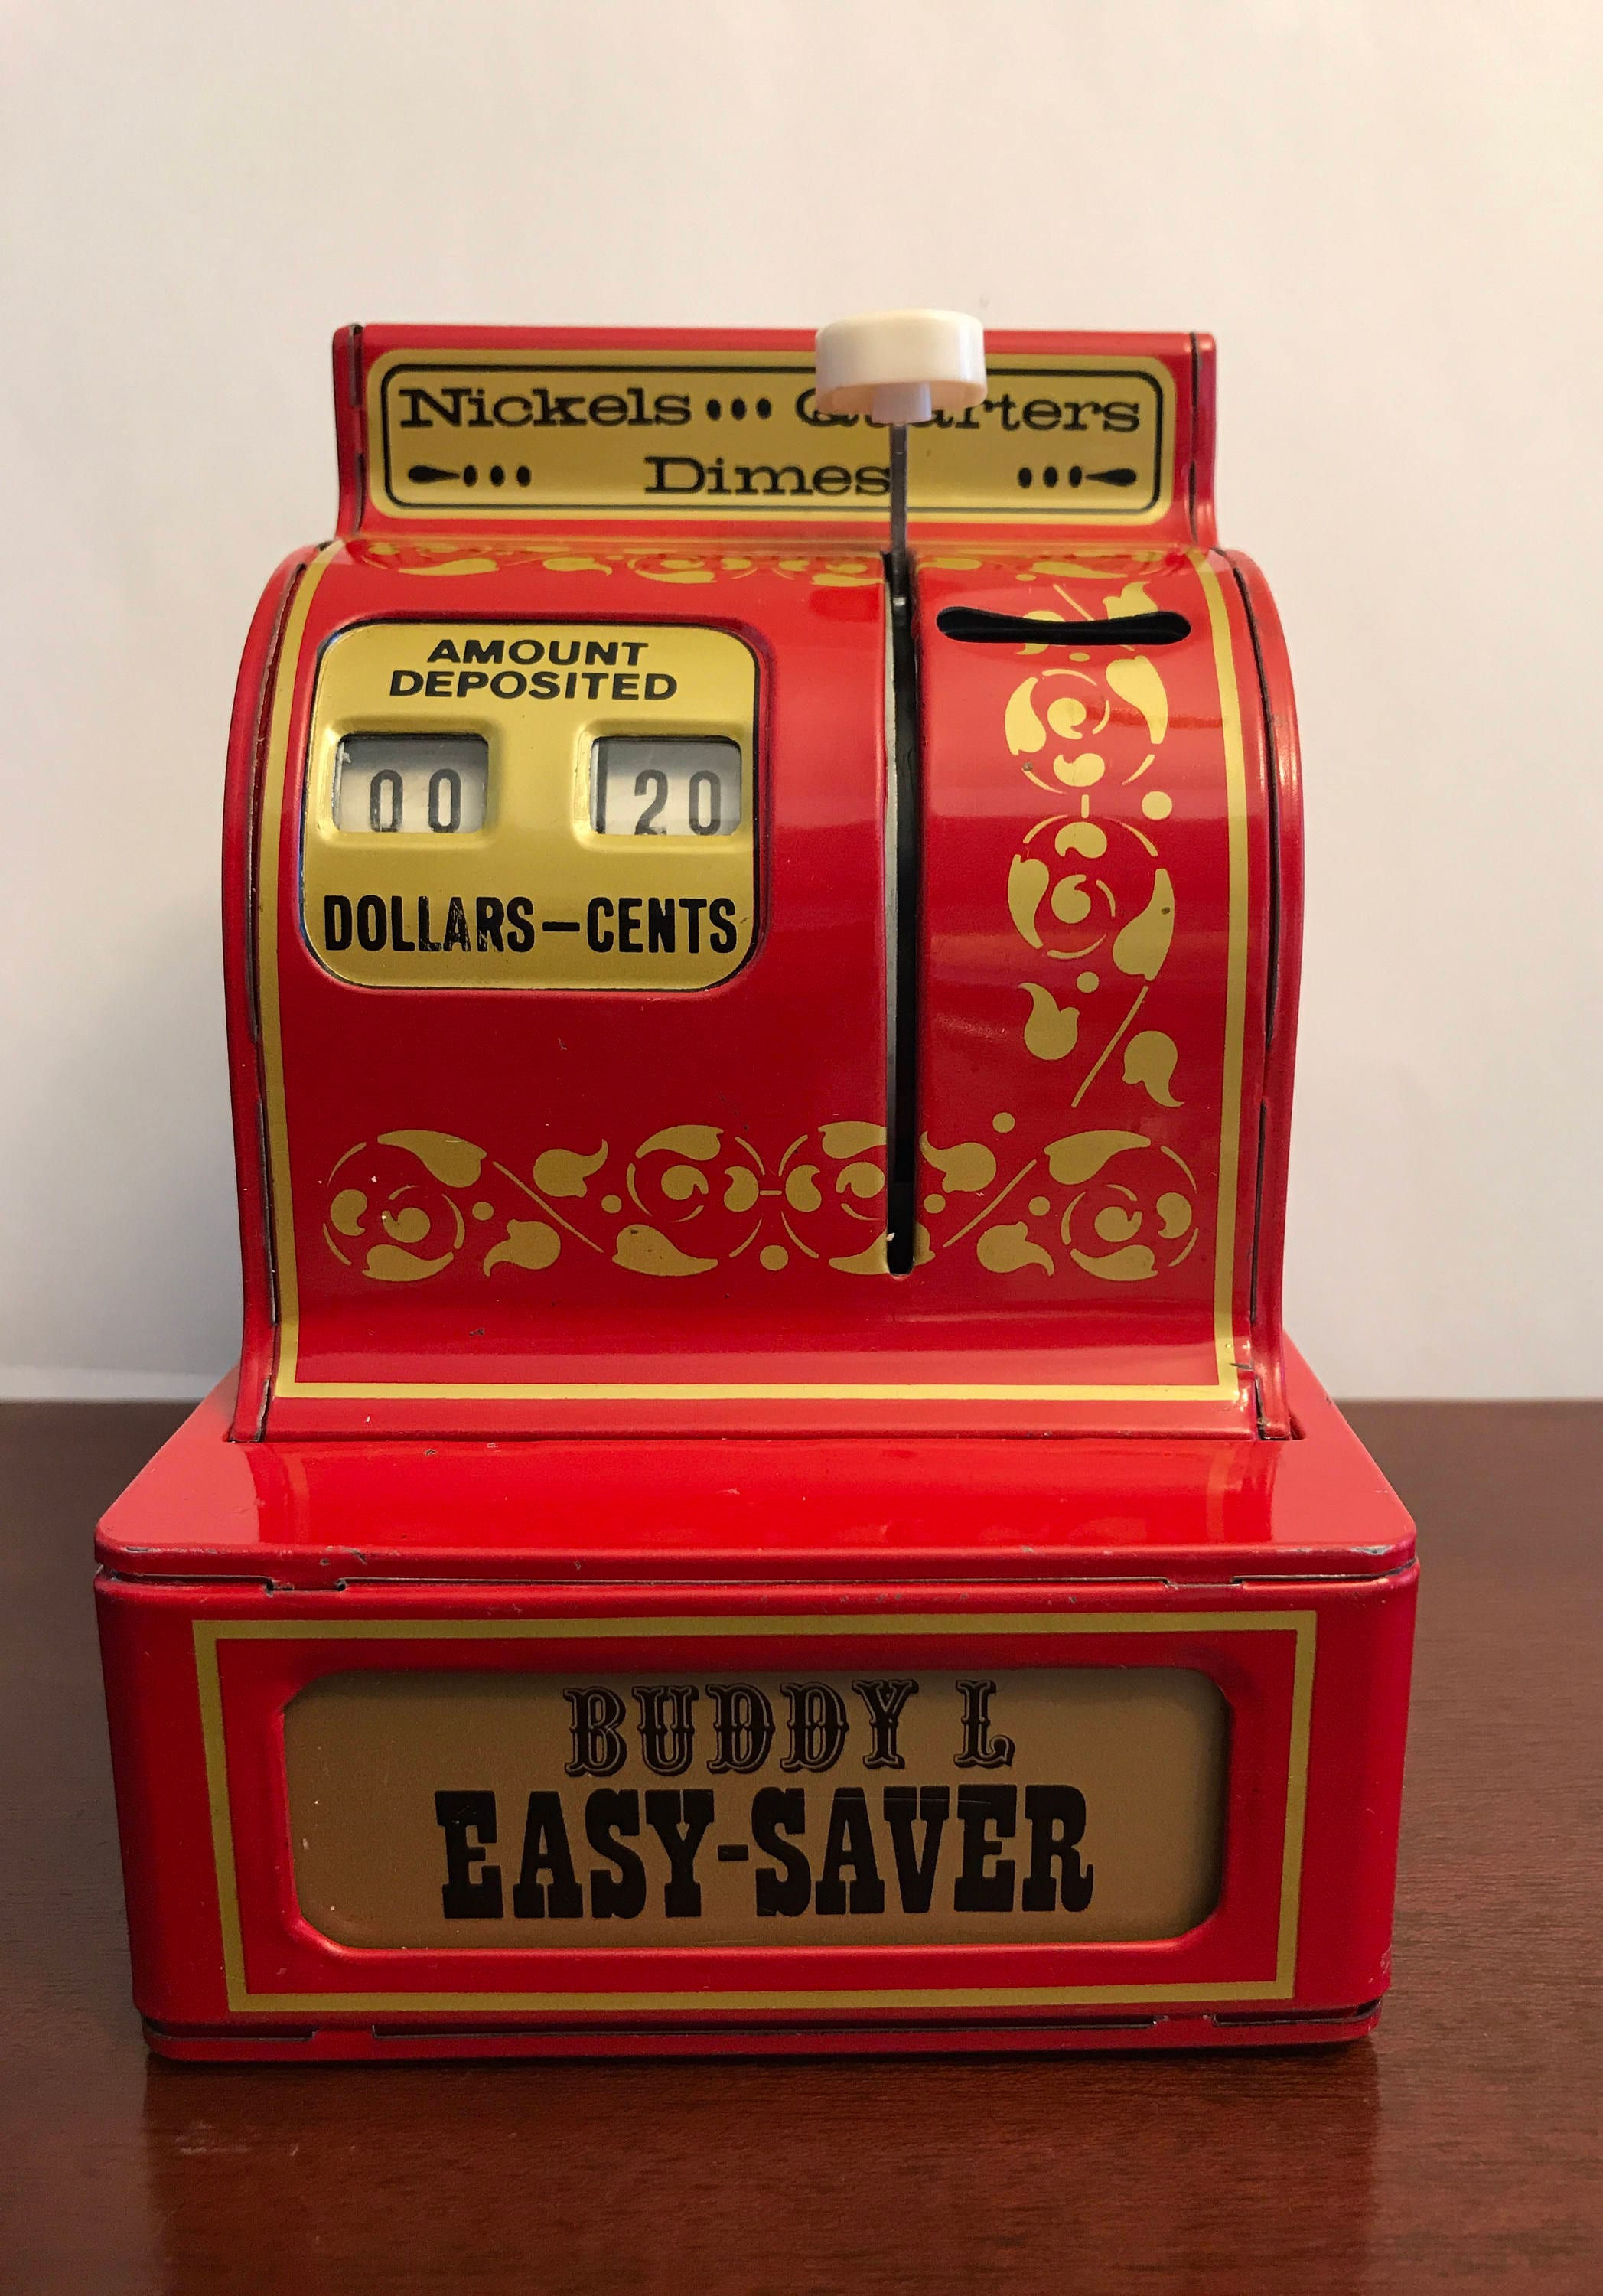 Nickels ••• Quarters
Dimes
AMOUNT
DEPOSITED
00 20
DOLLARS—CENTS
BUDDY L
EASY-SAVER